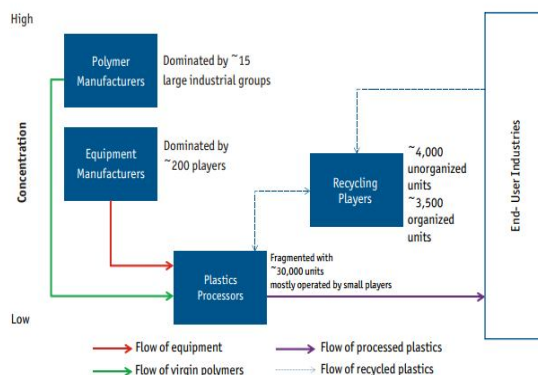 High
Polymer
Manufacturers
Dominated by ~15
large industrial groups
Concentration
Equipment
Manufacturers
Dominated by
~200 players
Recycling
Players
~4,000
unorganized
units
~3,500
organized
units
End- User Industries
Plastics
Processors
Fragmented with
~30,000 units
mostly operated by small players
Low
Flow of equipment
Flow of processed plastics
Flow of virgin polymers
Flow of recycled plastics